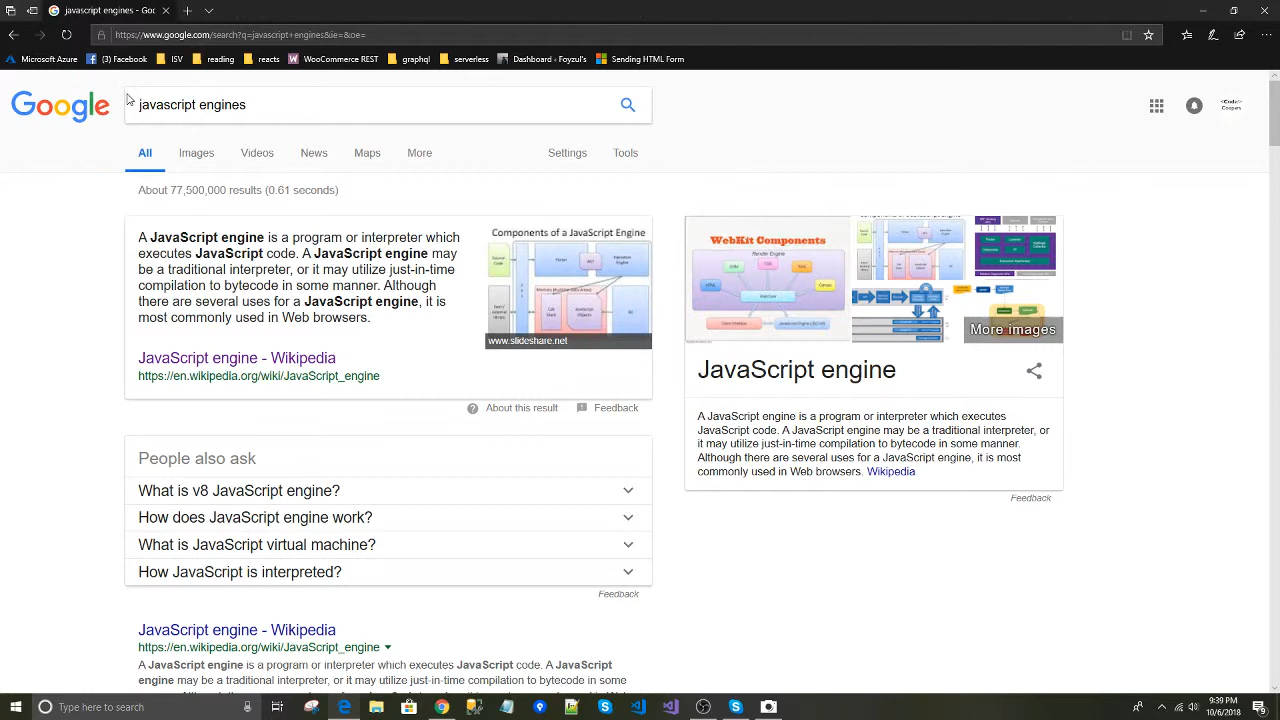 javascript engines - Goo
https://www.google.com/search?q=javascript+engines&ie=&oe=
Microsoft Azure (3) Facebook ISV reading reacts WooCommerce REST graphql serverless Dashboard ‹ Foyzul's Sending HTML Form
Google
javascript engines
<Code>
Coopers
All Images Videos News Maps More Settings Tools
About 77,500,000 results (0.61 seconds)
A JavaScript engine is a program or interpreter which
executes JavaScript code. A JavaScript engine may
be a traditional interpreter, or it may utilize just-in-time
compilation to bytecode in some manner. Although
there are several uses for a JavaScript engine, it is
most commonly used in Web browsers.
Components of a JavaScript Engine
www.slideshare.net
JavaScript engine - Wikipedia
https://en.wikipedia.org/wiki/JavaScript_engine
About this result Feedback
People also ask
What is v8 JavaScript engine?
How does JavaScript engine work?
What is JavaScript virtual machine?
How JavaScript is interpreted?
Feedback
JavaScript engine - Wikipedia
https://en.wikipedia.org/wiki/JavaScript_engine
A JavaScript engine is a program or interpreter which executes JavaScript code. A JavaScript
engine may be a traditional interpreter, or it may utilize just-in-time compilation to bytecode in some
WebKit Components
Render Engine
More images
JavaScript engine
A JavaScript engine is a program or interpreter which executes
JavaScript code. A JavaScript engine may be a traditional interpreter, or
it may utilize just-in-time compilation to bytecode in some manner.
Although there are several uses for a JavaScript engine, it is most
commonly used in Web browsers. Wikipedia
Feedback
Type here to search
9:39 PM
10/6/2018